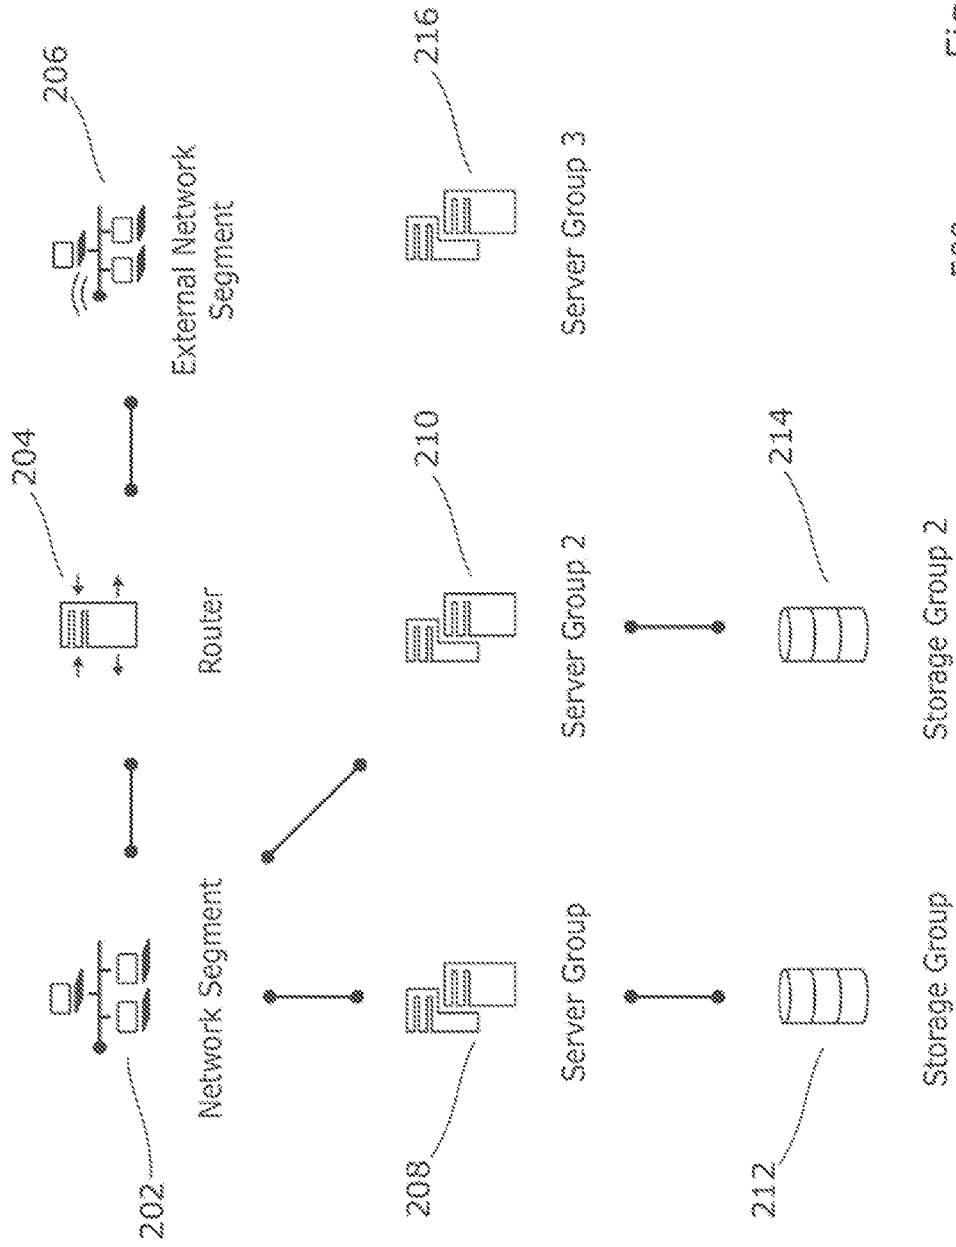 202
204
206
Network Segment
Router
External Network
Segment
208
210
216
Server Group
Server Group 2
Server Group 3
212
214
Storage Group
Storage Group 2